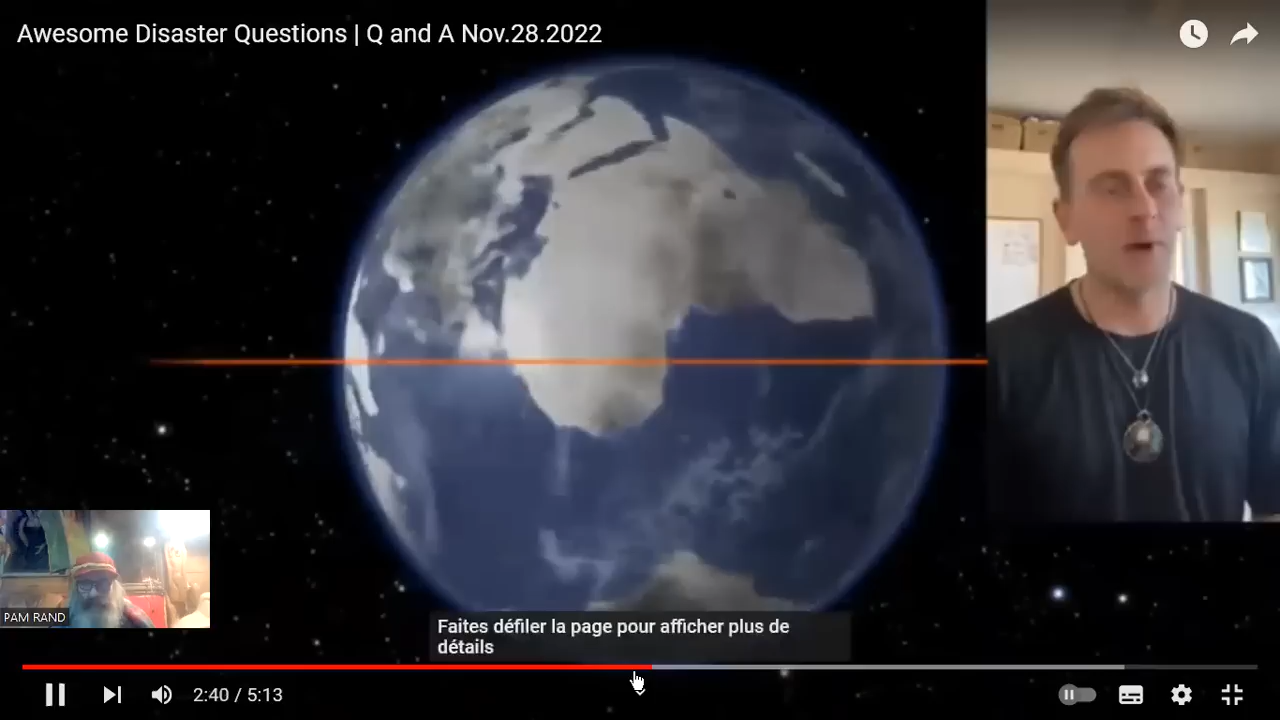 Awesome Disaster Questions | Q and A Nov.28.2022
PAM RAND
Faites défiler la page pour afficher plus de
détails
2:40 / 5:13